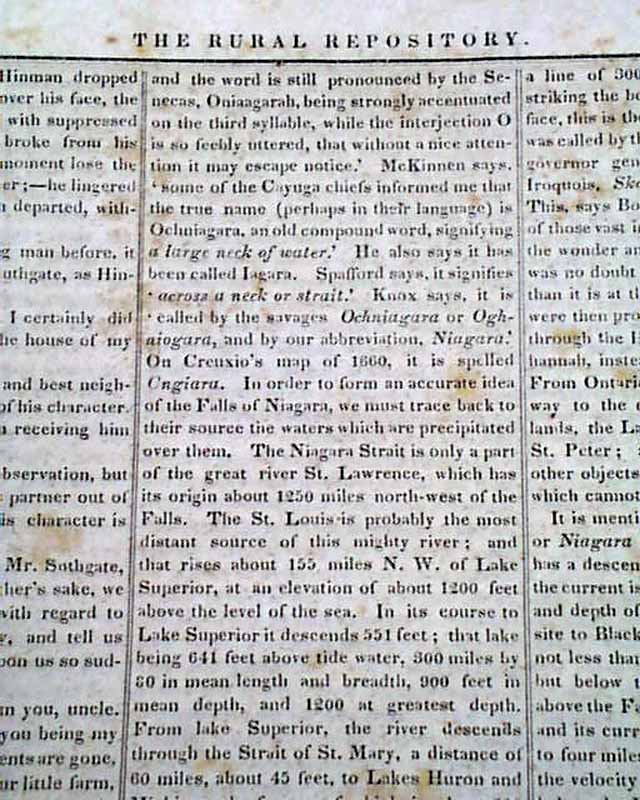 THE RURAL REPOSITORY.
Hinman dropped
over his face, the
with suppressed
broke from his
moment lose the
er;—he lingered
departed, with-
g man before, it
uthgate, as Hin-
I certainly did
he house of my
and best neigh-
of his character.
receiving him
bservation, but
partner out of
is character is
Mr. Sothgate,
her's sake, we
with regard to
and tell us
on us so sud-
m you, uncle.
you being my
ents are gone,
ur little farm,
and the word is still pronounced by the Se-
necas, Oniaagarah, being strongly accentuated
on the third syllable, while the interjection O
is so feebly uttered, that without a nice atten-
tion it may escape notice.' McKinnen says,
'some of the Cayuga chiefs informed me that
the true name (perhaps in their language) is
Ochniagara, an old compound word, signifying
a large neck of water.' He also says it has
been called Iagara. Spafford says, it signifies
'across a neck or strait.' Knox says, it is
'called by the savages Ochniagara or Ogh-
niogara, and by our abbreviation, Niagara.'
On Creuxio's map of 1660, it is spelled
Ongiara. In order to form an accurate idea
of the Falls of Niagara, we must trace back to
their source the waters which are precipitated
over them. The Niagara Strait is only a part
of the great river St. Lawrence, which has
its origin about 1250 miles north-west of the
Falls. The St. Louis is probably the most
distant source of this mighty river; and
that rises about 155 miles N. W. of Lake
Superior, at an elevation of about 1200 feet
above the level of the sea. In its course to
Lake Superior it descends 551 feet; that lake
being 641 feet above tide water, 300 miles by
80 in mean length and breadth, 900 feet in
mean depth, and 1200 at greatest depth.
From lake Superior, the river descends
through the Strait of St. Mary, a distance of
60 miles, about 45 feet, to Lakes Huron and
a line of 300
striking the
face, this is the
was called by th
governor gen
Iroquois,
This, says
of those vast
the wonder an
was no doubt
than it is at t
were then pro
through the
hannah, inste
From Ontari
way to the
lands, the La
St. Peter;
other objects
which cannot
It is menti
or Niagara
has a descen
the current is
and depth of
site to Black
not less than
but below t
above the Fa
and its curr
to four miles
the velocity